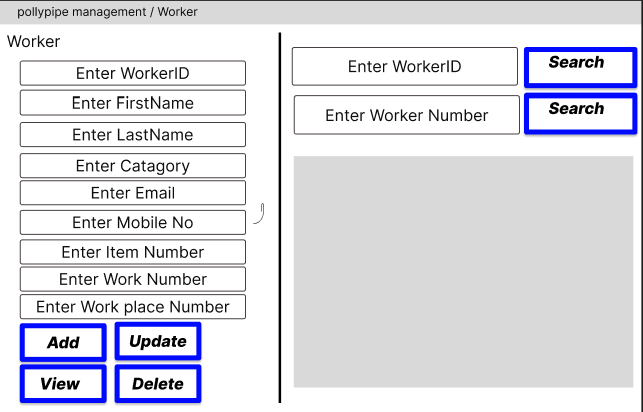 pollypipe management / Worker
Worker
Enter WorkerID
Enter FirstName
Enter LastName
Enter Catagory
Enter Email
Enter Mobile No
Enter Item Number
Enter Work Number
Enter Work place Number
Add
Update
View
Delete
Enter WorkerID
Search
Enter Worker Number
Search